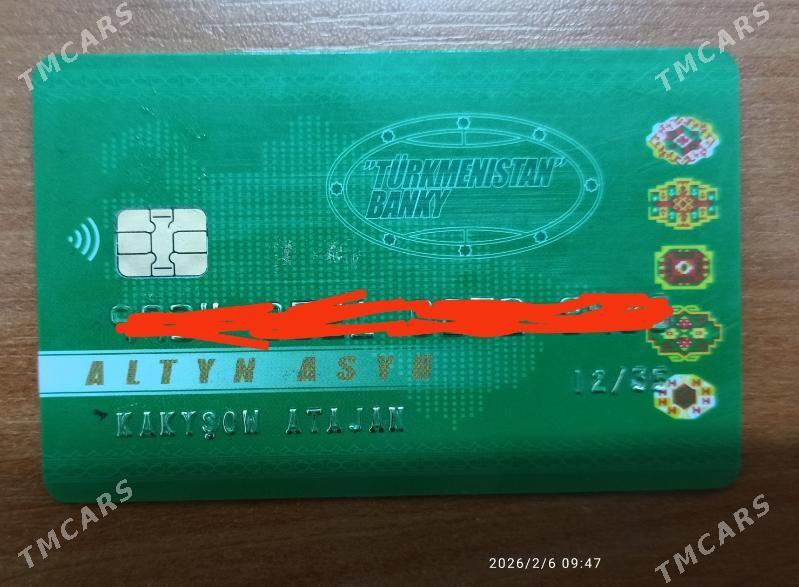 TMCARS
TMCARS
"TÜRKMENISTAN"
BANKY
ALTYN ASYR
12/35
KAKYŞOW ATAJAN
TMCARS
TMCARS
2026/2/6 09:47